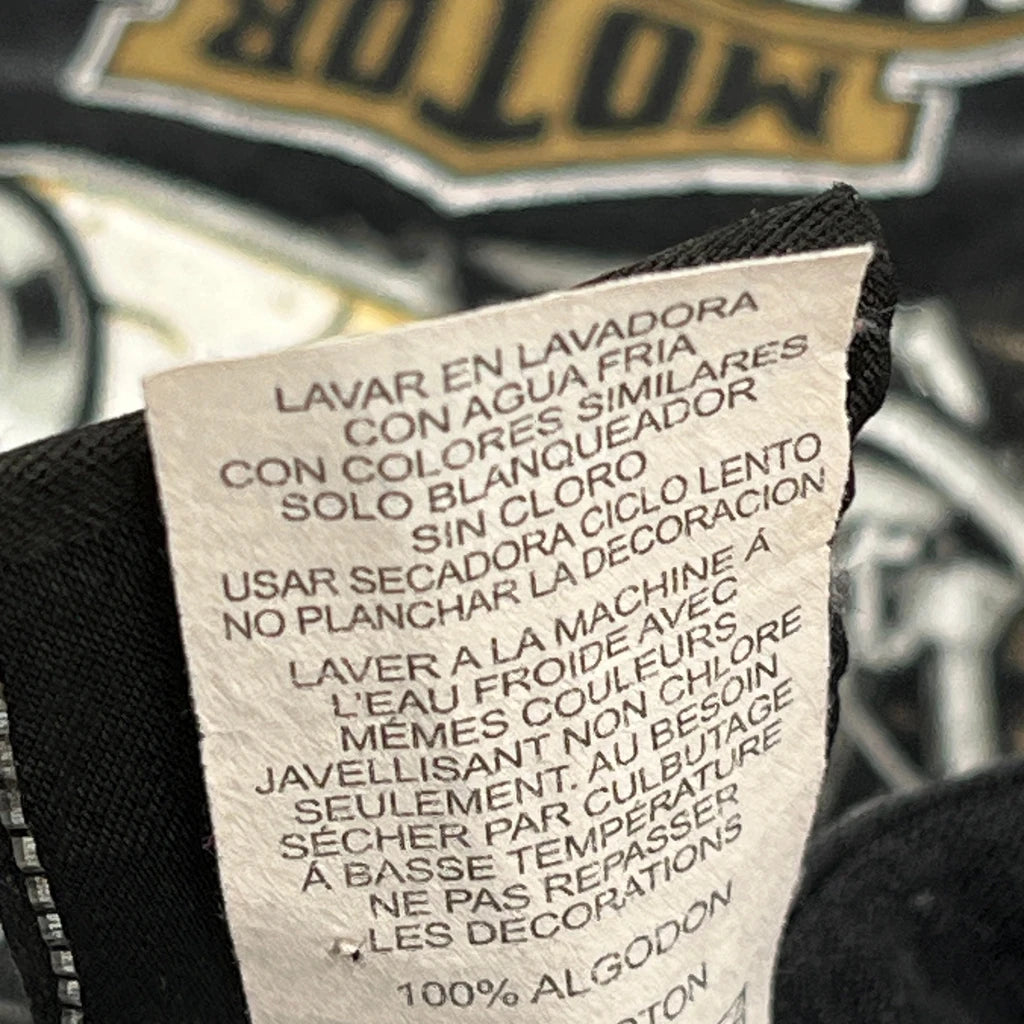 MOTOR
LAVAR EN LAVADORA
CON AGUA FRIA
CON COLORES SIMILARES
SOLO BLANQUEADOR
SIN CLORO
USAR SECADORA CICLO LENTO
NO PLANCHAR LA DECORACION
LAVER A LA MACHINE Á
L'EAU FROIDE AVEC
MÉMES COULEURS
JAVELLISANT NON CHLORE
SEULEMENT. AU BESOIN
SÉCHER PAR CULBUTAGE
Á BASSE TEMPÉRATURE
NE PAS REPASSER
LES DÉCORATIONS
100% ALGODON